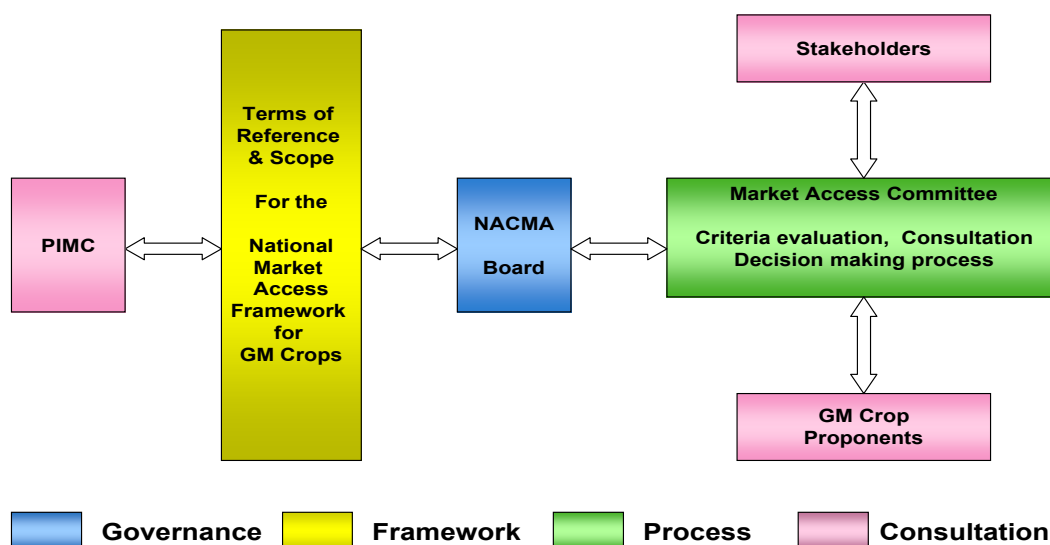 Stakeholders
Terms of
Reference
& Scope
For the
National
Market
Access
Framework
for
GM Crops
PIMC
NACMA
Board
Market Access Committee
Criteria evaluation, Consultation
Decision making process
GM Crop
Proponents
Governance
Framework
Process
Consultation